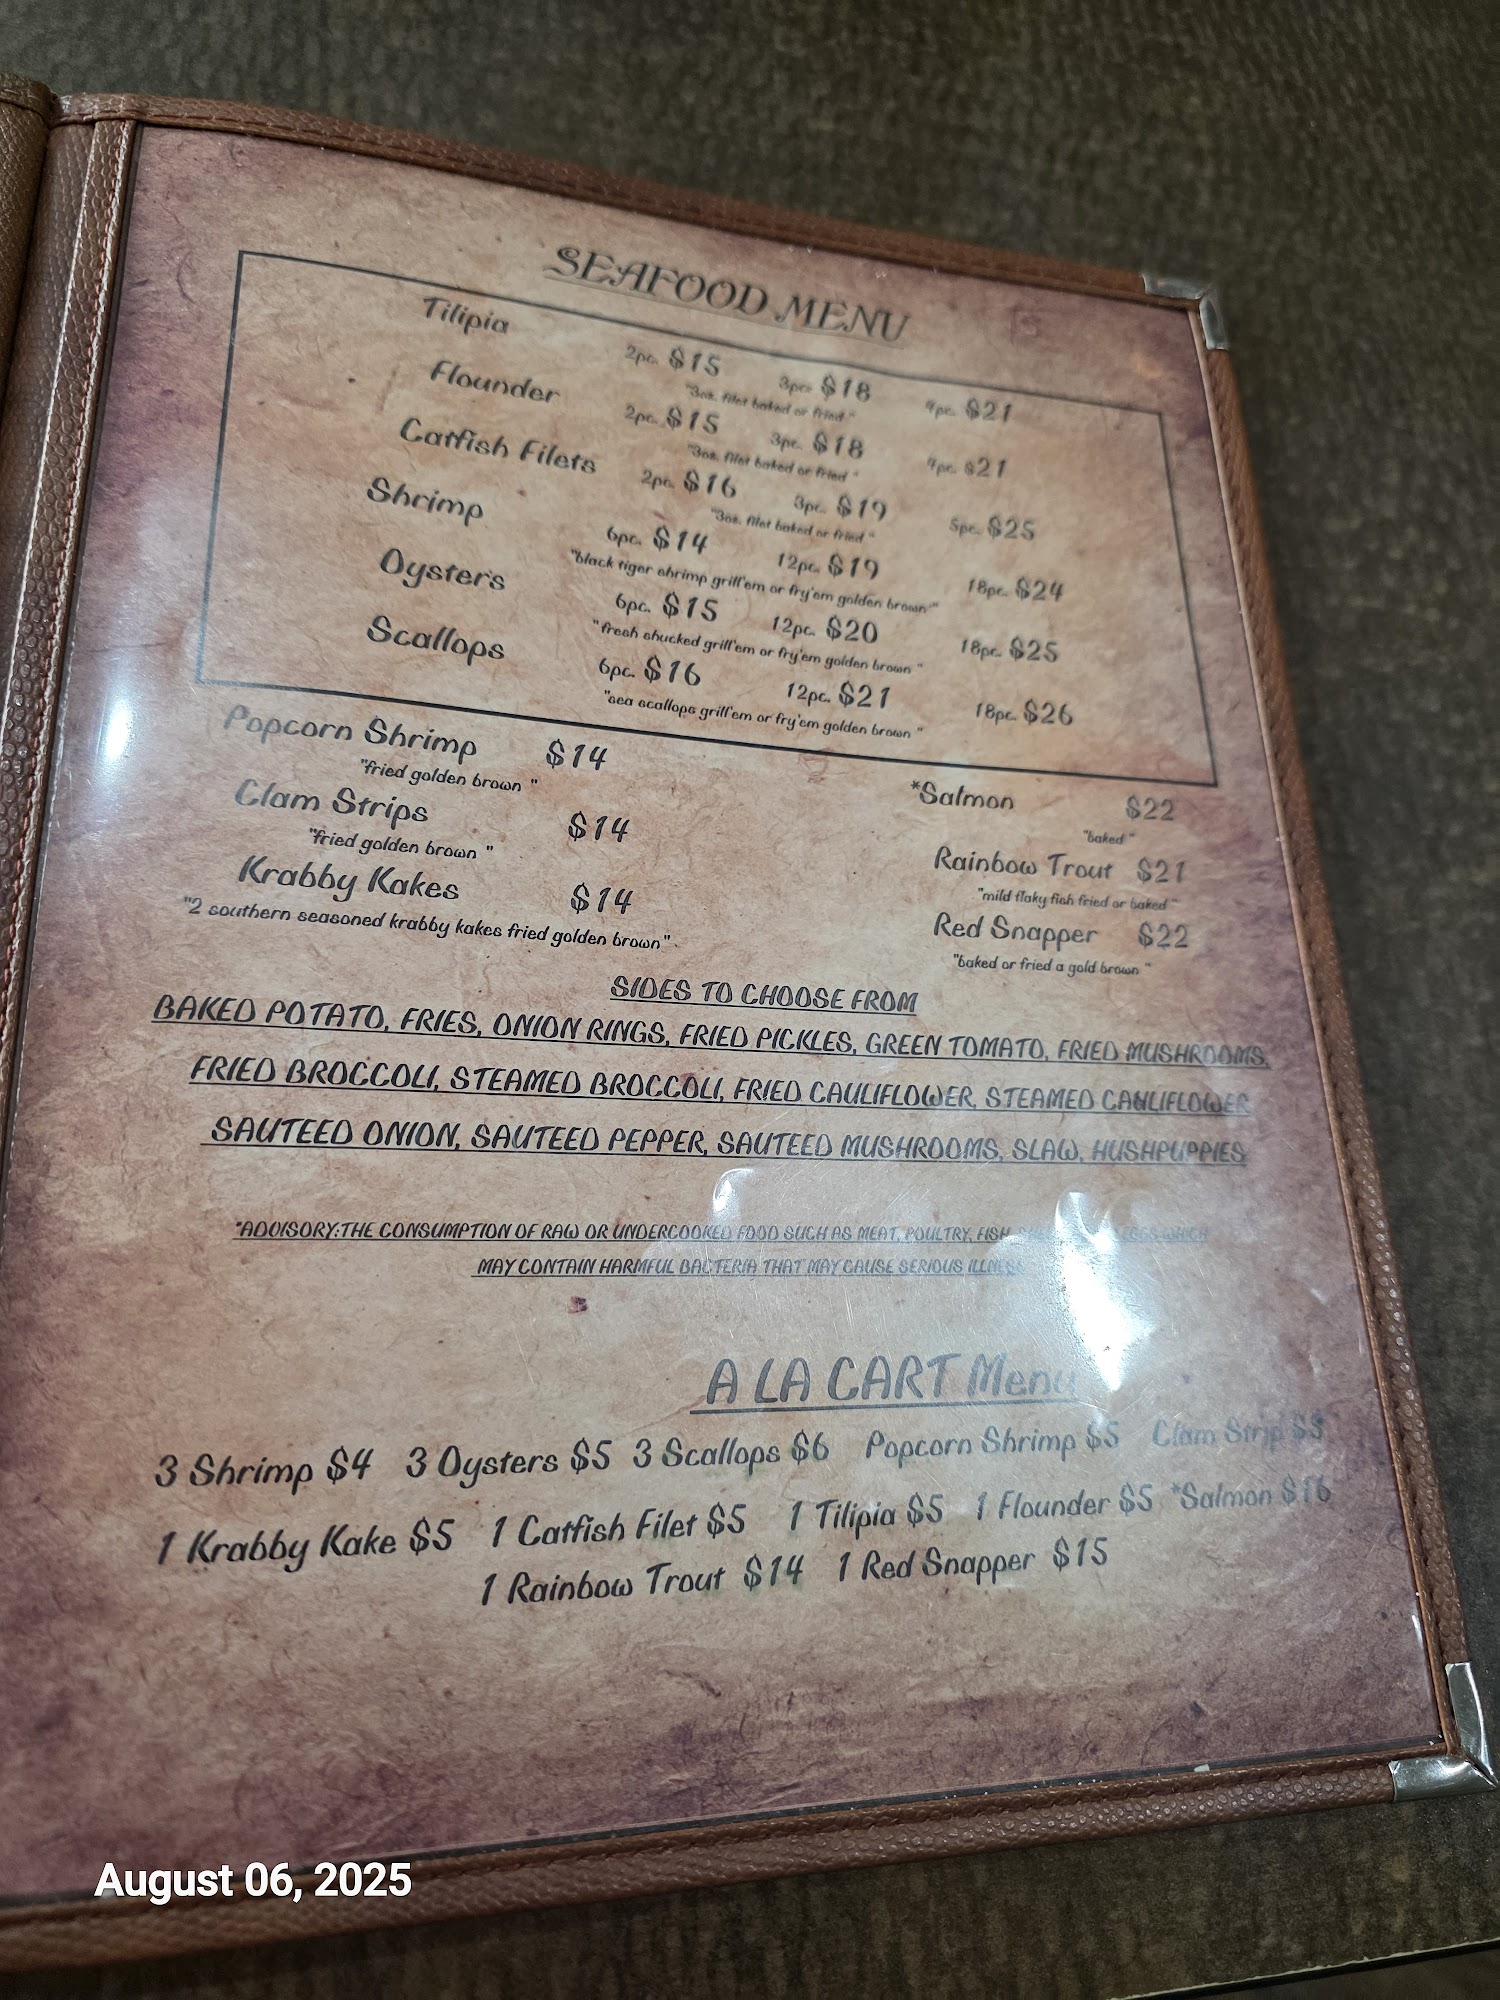 SEAFOOD MENU
Tilipia 2pc. $15 3pc. $18 4pc. $21
"3oz. filet baked or fried"
Flounder 2pc. $15 3pc. $18 4pc. $21
"3oz. filet baked or fried"
Catfish Filets 2pc. $16 3pc. $19 5pc. $25
"3oz. filet baked or fried"
Shrimp 6pc. $14 12pc. $19 18pc. $24
"black tiger shrimp grill'em or fry'em golden brown"
Oysters 6pc. $15 12pc. $20 18pc. $25
"fresh shucked grill'em or fry'em golden brown"
Scallops 6pc. $16 12pc. $21 18pc. $26
"sea scallops grill'em or fry'em golden brown"
Popcorn Shrimp $14
"fried golden brown"
Clam Strips $14
"fried golden brown"
Krabby Kakes $14
"2 southern seasoned krabby kakes fried golden brown"
*Salmon $22
"baked"
Rainbow Trout $21
"mild flaky fish fried or baked"
Red Snapper $22
"baked or fried a gold brown"
SIDES TO CHOOSE FROM
BAKED POTATO, FRIES, ONION RINGS, FRIED PICKLES, GREEN TOMATO, FRIED MUSHROOMS,
FRIED BROCCOLI, STEAMED BROCCOLI, FRIED CAULIFLOWER, STEAMED CAULIFLOWER
SAUTEED ONION, SAUTEED PEPPER, SAUTEED MUSHROOMS, SLAW, HUSHPUPPIES
*ADVISORY:THE CONSUMPTION OF RAW OR UNDERCOOKED FOOD SUCH AS MEAT, POULTRY, FISH, EGGS WHICH
MAY CONTAIN HARMFUL BACTERIA THAT MAY CAUSE SERIOUS ILLNESS
A LA CART Menu
3 Shrimp $4 3 Oysters $5 3 Scallops $6 Popcorn Shrimp $5 Clam Strip $5
1 Krabby Kake $5 1 Catfish Filet $5 1 Tilipia $5 1 Flounder $5 *Salmon $16
1 Rainbow Trout $14 1 Red Snapper $15
August 06, 2025